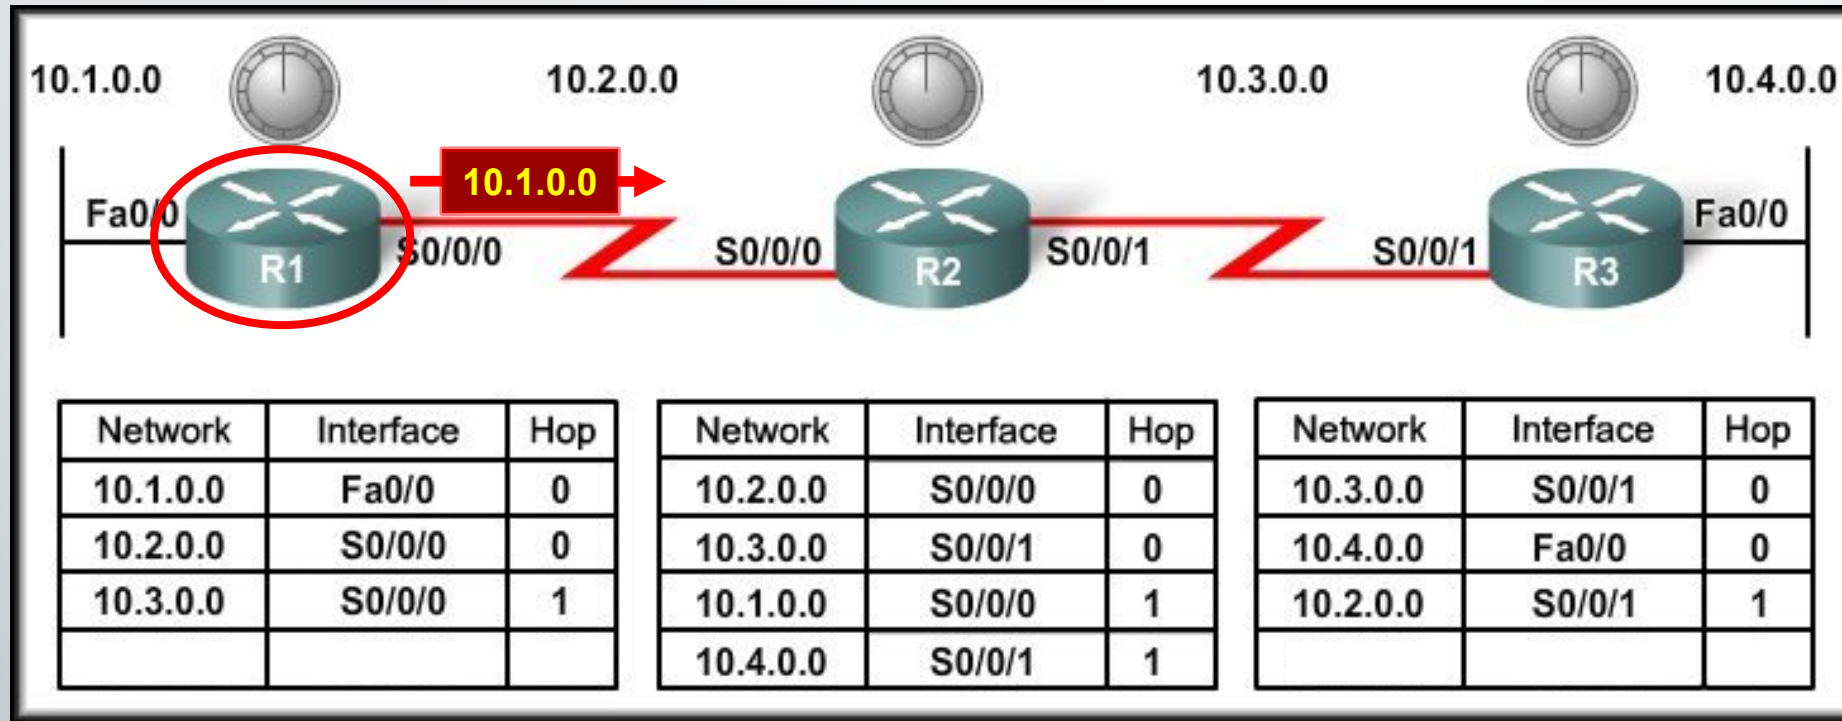 10.1.0.0 10.2.0.0 10.3.0.0 10.4.0.0
10.1.0.0
Fa0/0 S0/0/0 S0/0/0 S0/0/1 S0/0/1 Fa0/0
R1 R2 R3
Network Interface Hop
10.1.0.0 Fa0/0 0
10.2.0.0 S0/0/0 0
10.3.0.0 S0/0/0 1
Network Interface Hop
10.2.0.0 S0/0/0 0
10.3.0.0 S0/0/1 0
10.1.0.0 S0/0/0 1
10.4.0.0 S0/0/1 1
Network Interface Hop
10.3.0.0 S0/0/1 0
10.4.0.0 Fa0/0 0
10.2.0.0 S0/0/1 1